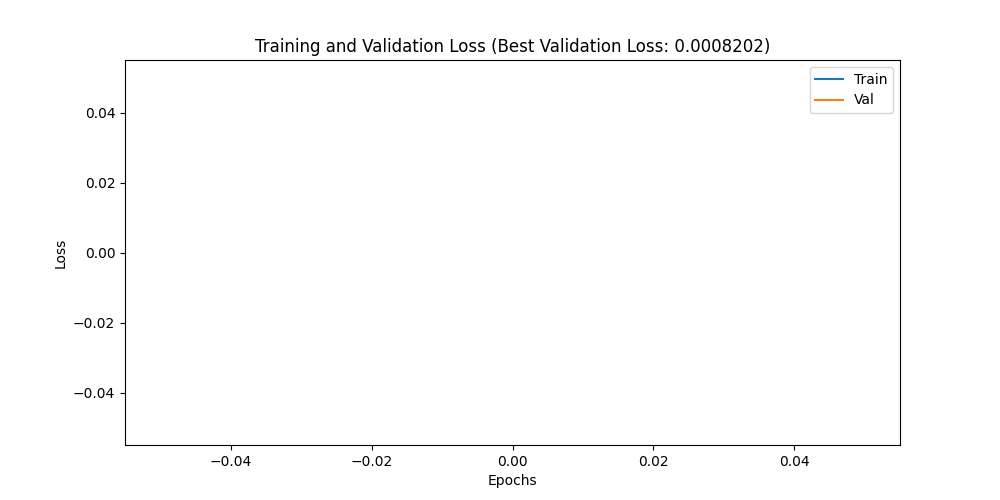 Training and Validation Loss (Best Validation Loss: 0.0008202)
Train
Val
0.04
0.02
0.00
−0.02
−0.04
Loss
−0.04
−0.02
0.00
0.02
0.04
Epochs